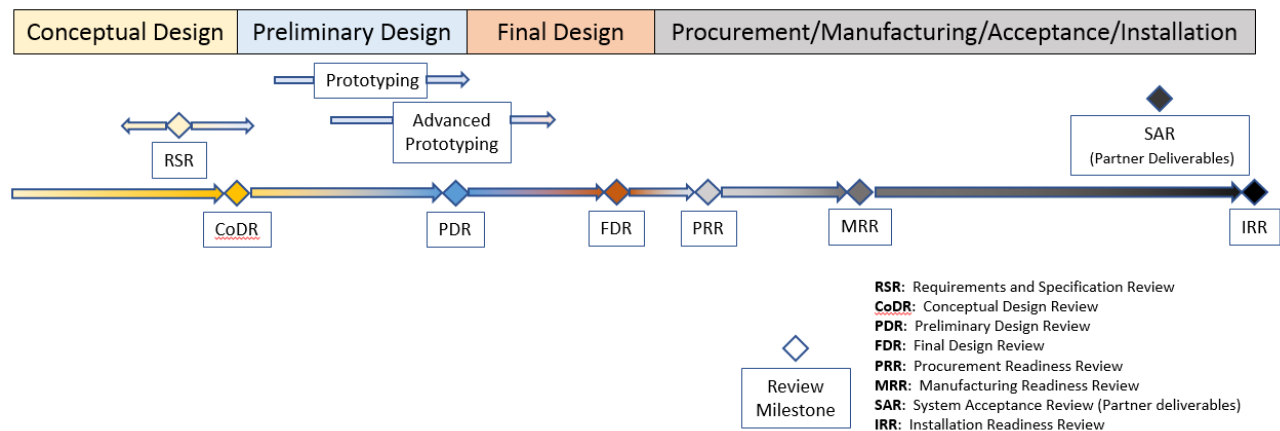 Conceptual Design
Preliminary Design
Final Design
Procurement/Manufacturing/Acceptance/Installation
Prototyping
Advanced
Prototyping
RSR
SAR
(Partner Deliverables)
CoDR
PDR
FDR
PRR
MRR
IRR
RSR: Requirements and Specification Review
CoDR: Conceptual Design Review
PDR: Preliminary Design Review
FDR: Final Design Review
PRR: Procurement Readiness Review
MRR: Manufacturing Readiness Review
SAR: System Acceptance Review (Partner deliverables)
IRR: Installation Readiness Review
Review
Milestone